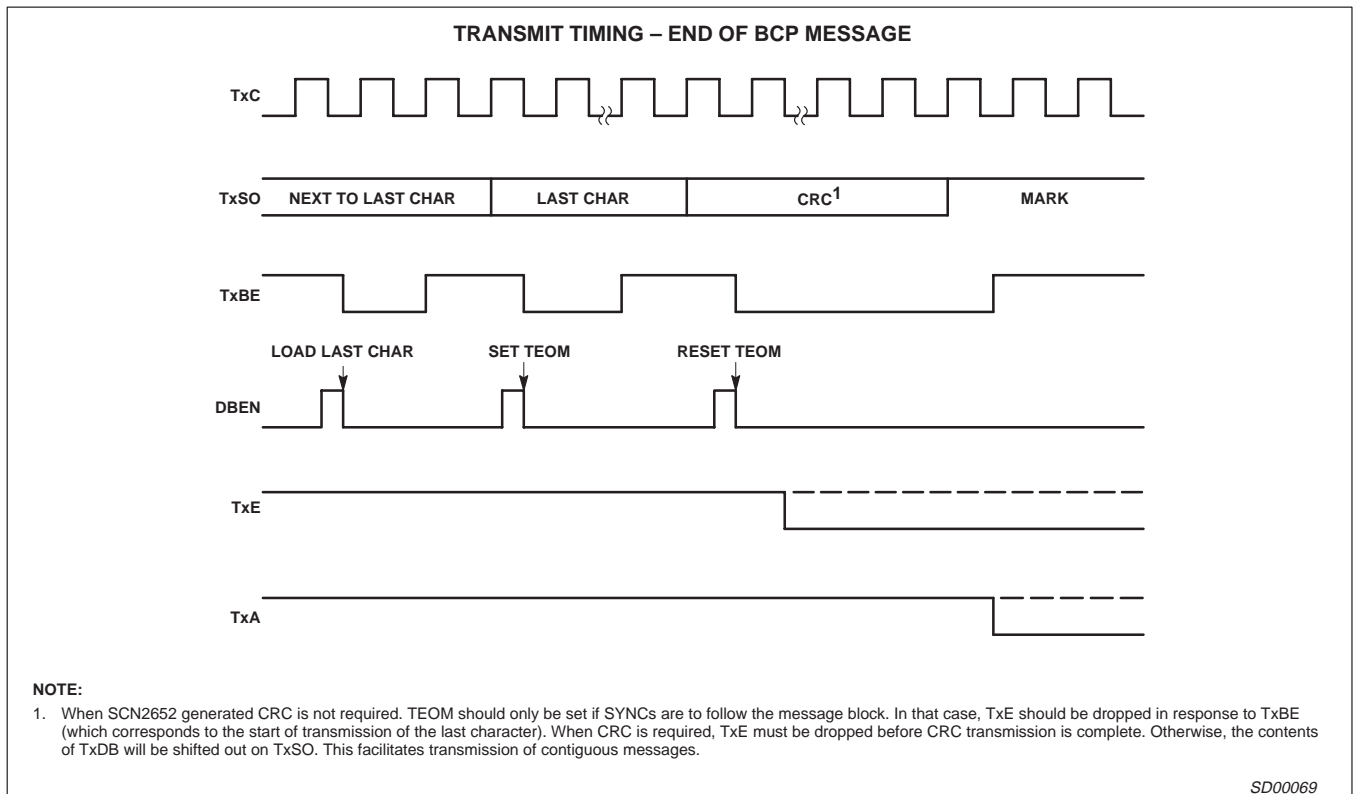 TRANSMIT TIMING – END OF BCP MESSAGE
TxC
TxSO
NEXT TO LAST CHAR
LAST CHAR
CRC1
MARK
TxBE
LOAD LAST CHAR
SET TEOM
RESET TEOM
DBEN
TxE
TxA
NOTE:
1. When SCN2652 generated CRC is not required. TEOM should only be set if SYNCs are to follow the message block. In that case, TxE should be dropped in response to TxBE
(which corresponds to the start of transmission of the last character). When CRC is required, TxE must be dropped before CRC transmission is complete. Otherwise, the contents
of TxDB will be shifted out on TxSO. This facilitates transmission of contiguous messages.
SD00069